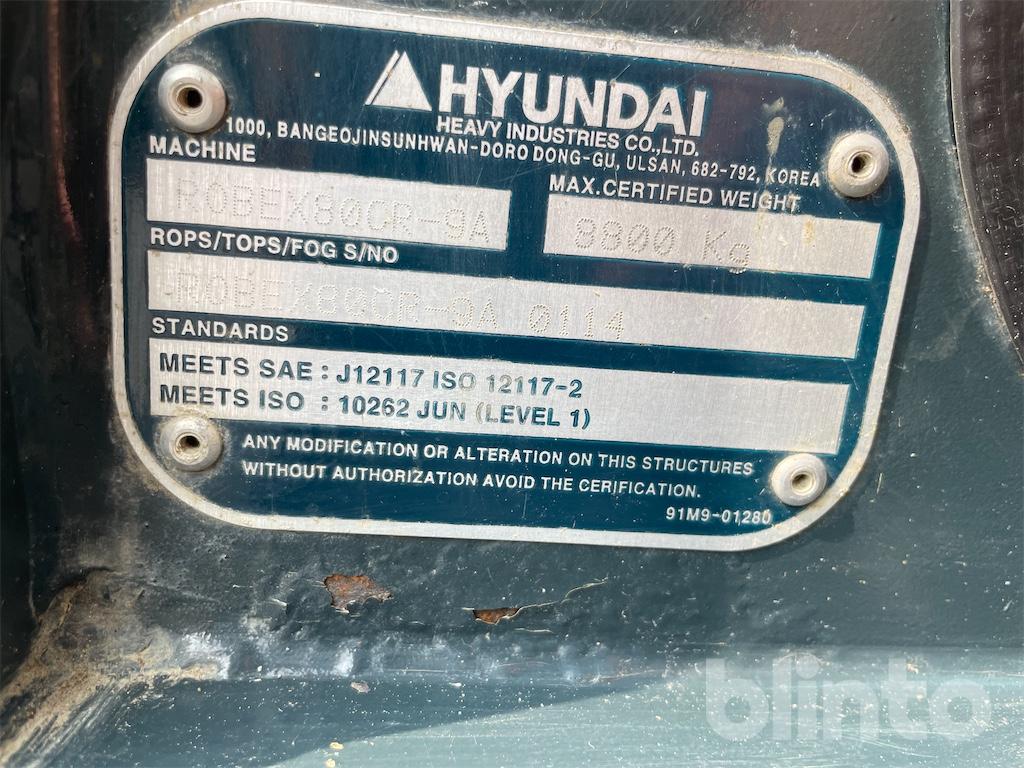 HYUNDAI
HEAVY INDUSTRIES CO.,LTD.
1000, BANGEOJINSUNHWAN-DORO DONG-GU, ULSAN, 682-792, KOREA
MACHINE
ROBEX80CR-9A
MAX.CERTIFIED WEIGHT
9800 Kg
ROPS/TOPS/FOG S/NO
0114
STANDARDS
MEETS SAE : J12117 ISO 12117-2
MEETS ISO : 10262 JUN (LEVEL 1)
ANY MODIFICATION OR ALTERATION ON THIS STRUCTURES
WITHOUT AUTHORIZATION AVOID THE CERIFICATION.
91M9-01280
blinto